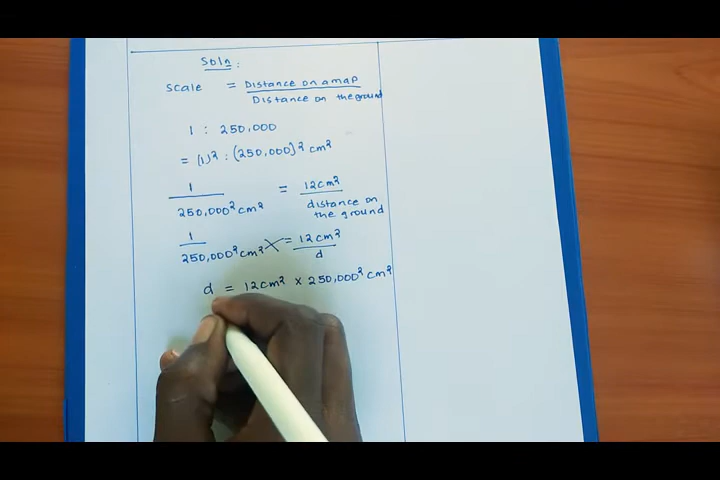 Soln:
Scale = Distance on a map / Distance on the ground
1 : 250,000
= (1)² : (250,000)² cm²
1 / 250,000² cm² = 12cm² / distance on the ground
1 / 250,000² cm² = 12cm² / d
d = 12cm² × 250,000² cm²